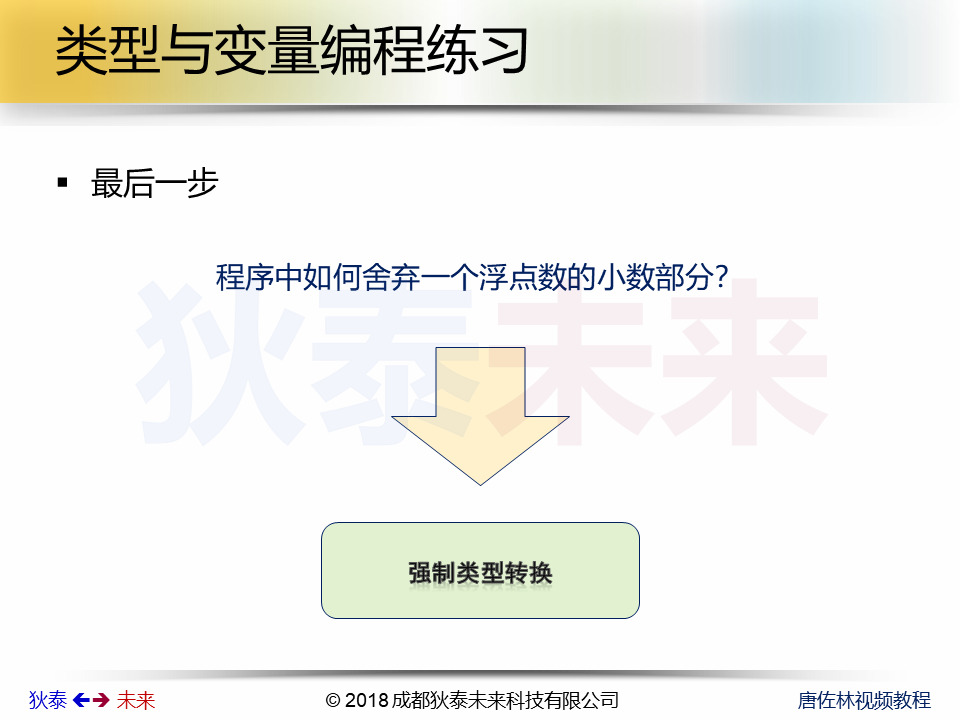 类型与变量编程练习
▪ 最后一步
程序中如何舍弃一个浮点数的小数部分?
狄泰未来
强制类型转换
狄泰 🡸🡺 未来
© 2018 成都狄泰未来科技有限公司
唐佐林视频教程